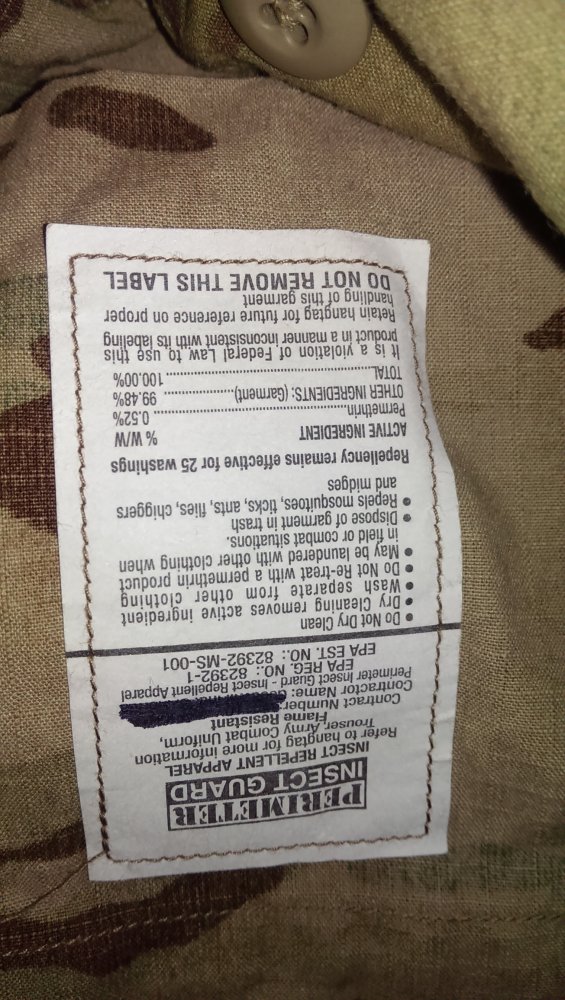 PERIMETER
INSECT GUARD
INSECT REPELLENT APPAREL
Refer to hangtag for more information
Trouser, Army Combat Uniform,
Flame Resistant
Contract Number:
Contractor Name:
Perimeter Insect Guard - Insect Repellent Apparel
EPA REG. NO.: 82392-1
EPA EST. NO.: 82392-MS-001
• Do Not Dry Clean
• Dry Cleaning removes active ingredient
• Wash separate from other clothing
• Do Not Re-treat with a permethrin product
• May be laundered with other clothing when
in field or combat situations.
• Dispose of garment in trash
• Repels mosquitoes, ticks, ants, flies, chiggers
and midges
Repellency remains effective for 25 washings
ACTIVE INGREDIENT % W/W
Permethrin.......................................... 0.52%
OTHER INGREDIENTS: (Garment).............. 99.48%
TOTAL............................................100.00%
It is a violation of Federal Law to use this
product in a manner inconsistent with its labeling
Retain hangtag for future reference on proper
handling of this garment
DO NOT REMOVE THIS LABEL